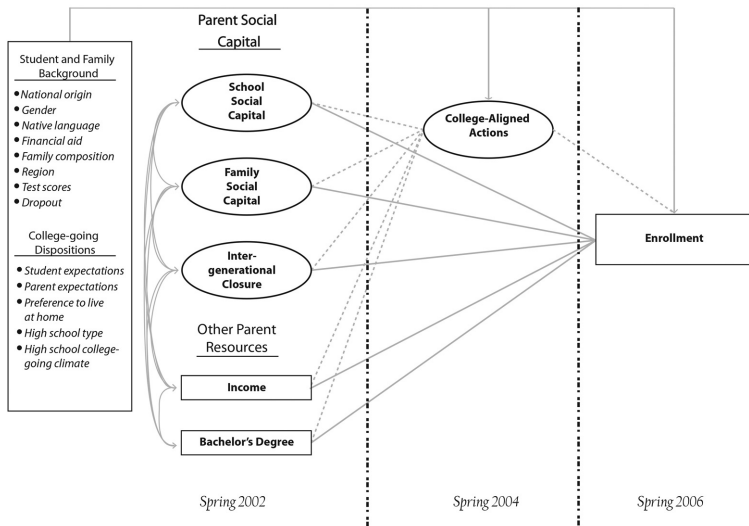 Student and Family
Background
• National origin
• Gender
• Native language
• Financial aid
• Family composition
• Region
• Test scores
• Dropout
College-going
Dispositions
• Student expectations
• Parent expectations
• Preference to live
at home
• High school type
• High school college-
going climate
Parent Social
Capital
School
Social
Capital
Family
Social
Capital
Inter-
generational
Closure
Other Parent
Resources
Income
Bachelor's Degree
College-Aligned
Actions
Enrollment
Spring 2002
Spring 2004
Spring 2006